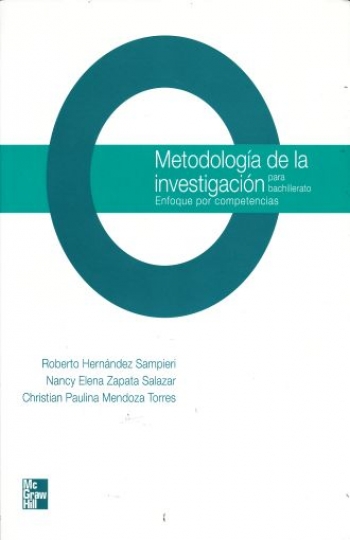 Metodología de la
investigación para bachillerato
Enfoque por competencias
Roberto Hernández Sampieri
Nancy Elena Zapata Salazar
Christian Paulina Mendoza Torres
Mc
Graw
Hill